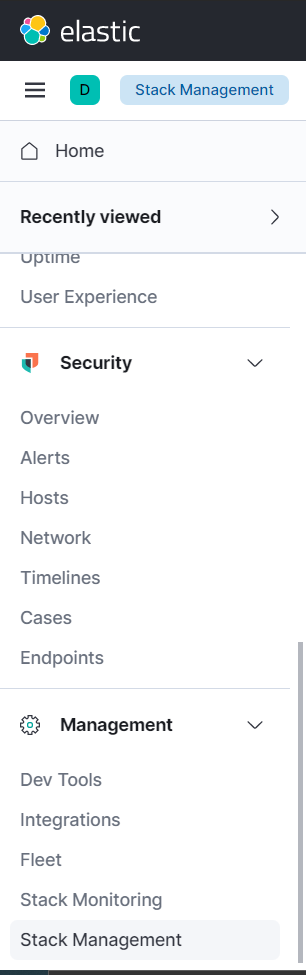 elastic
D Stack Management
Home
Recently viewed
Uptime
User Experience
Security
Overview
Alerts
Hosts
Network
Timelines
Cases
Endpoints
Management
Dev Tools
Integrations
Fleet
Stack Monitoring
Stack Management